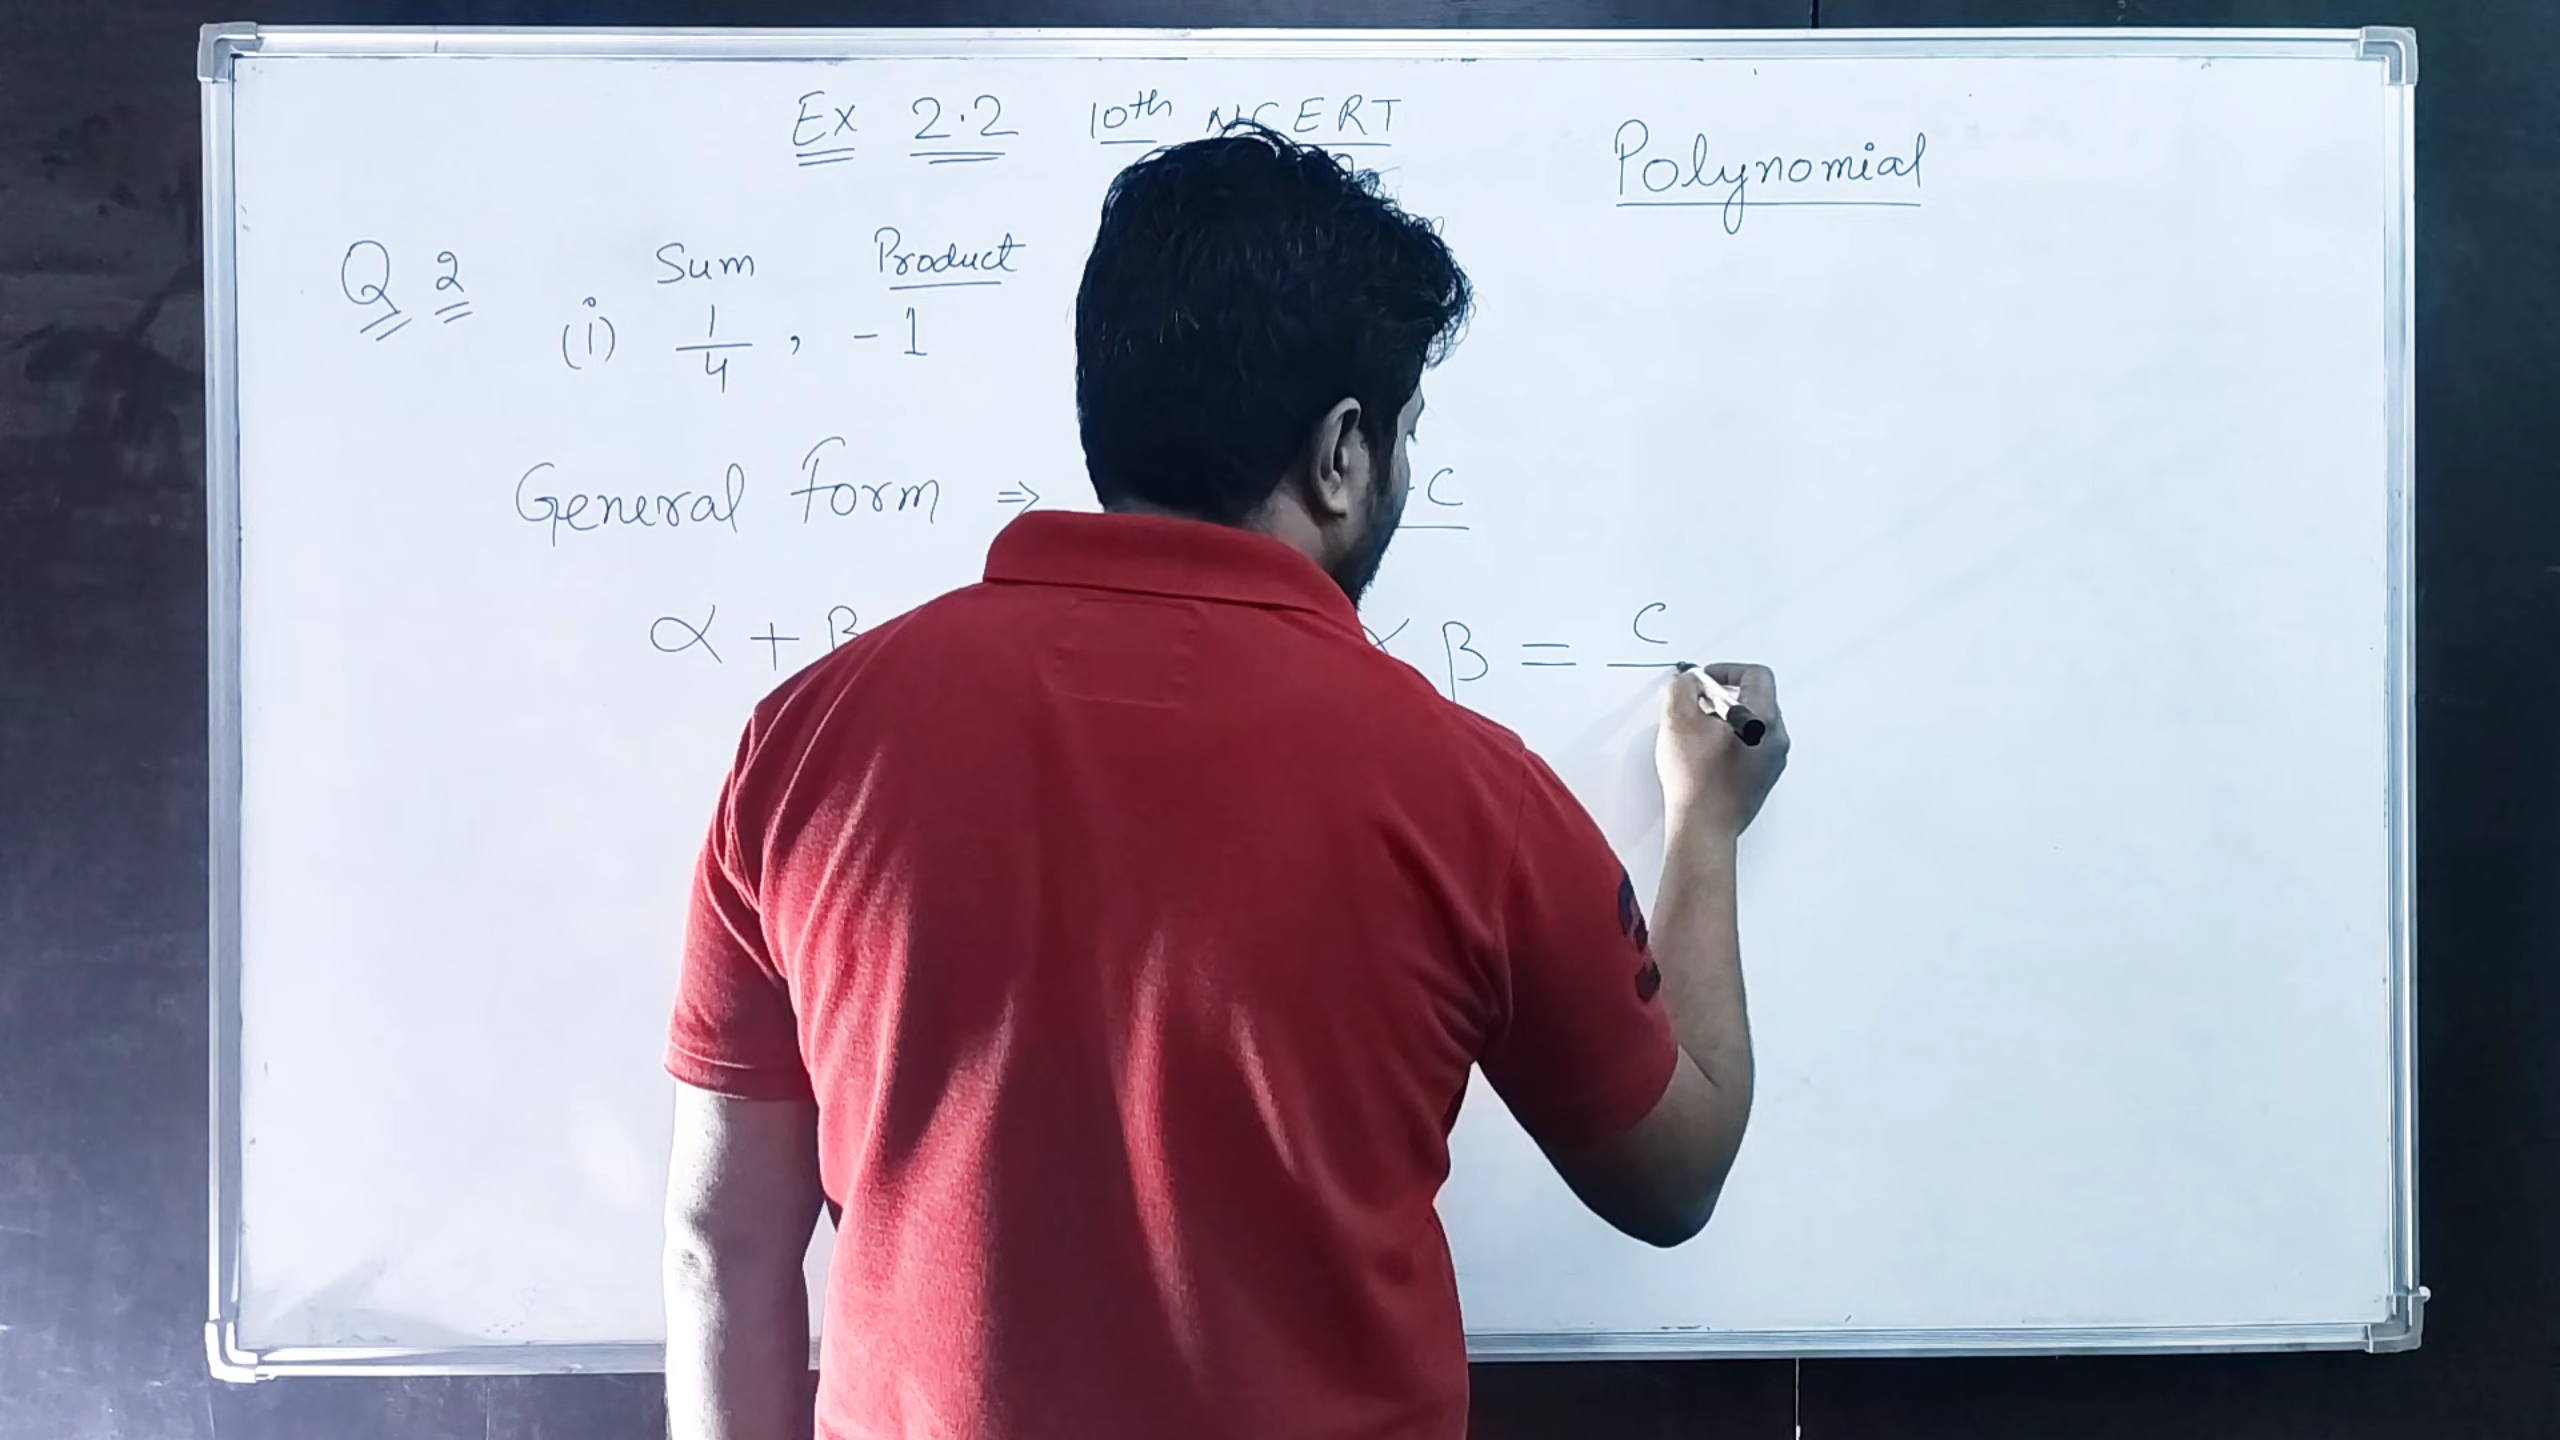 Ex 2.2 10th NCERT
Polynomial
Q 2 Sum Product
(i) 1/4 , -1
General form ⇒ C
α + β β = C